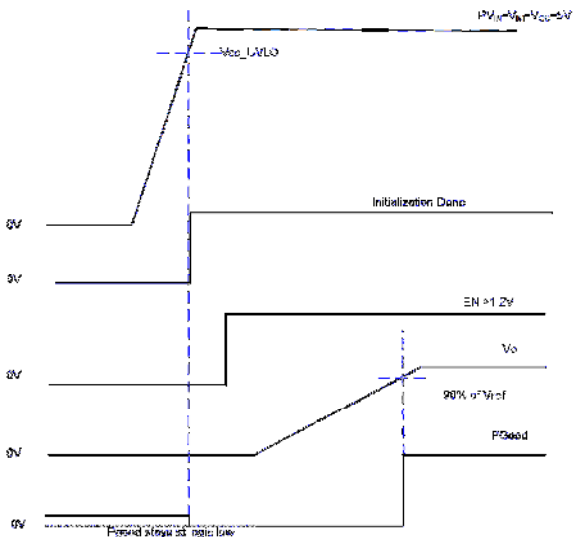 PVIN=VIN=VCC=5V
Vcc_UVLO
0V
Initialization Done
0V
EN >1.2V
0V
Vo
90% of Vref
0V
PGood
0V
PGood stays at logic low